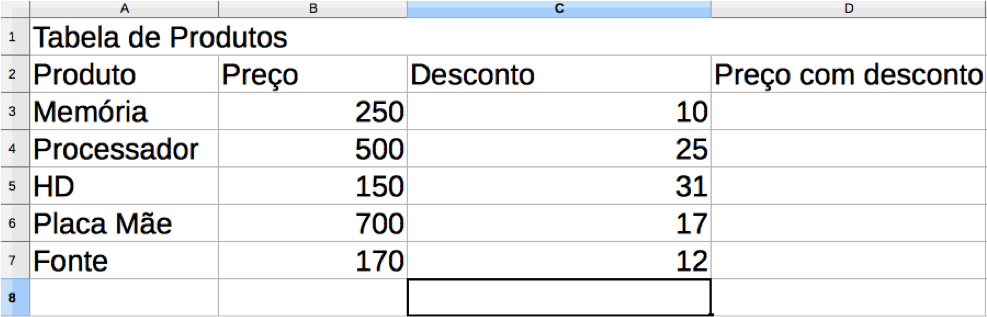 A B C D
1 Tabela de Produtos
2 Produto Preço Desconto Preço com desconto
3 Memória 250 10
4 Processador 500 25
5 HD 150 31
6 Placa Mãe 700 17
7 Fonte 170 12
8